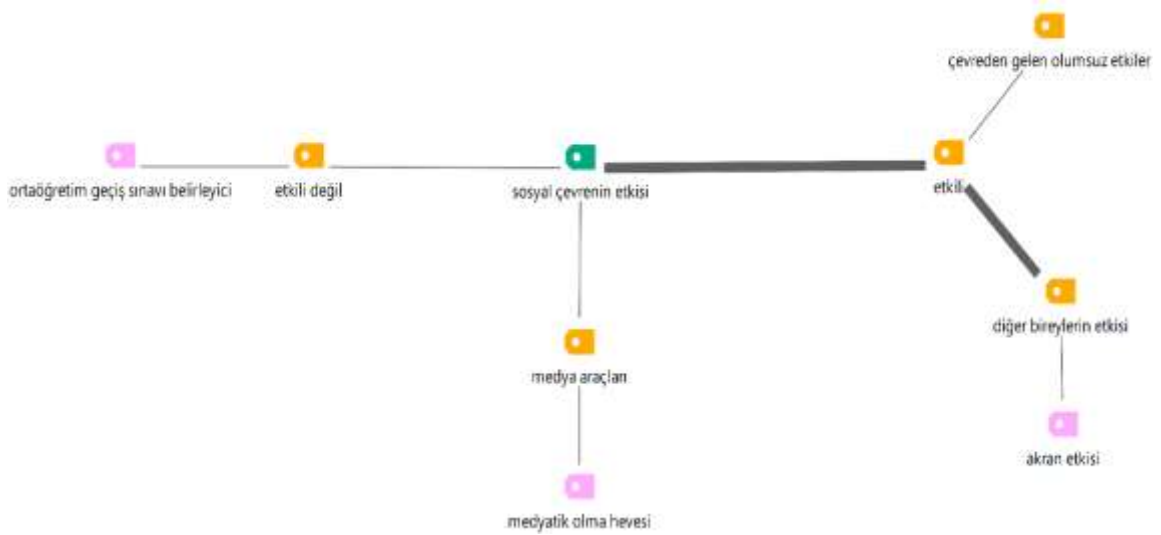 çevreden gelen olumsuz etkiler
ortaöğretim geçiş sınavı belirleyici
etkili değil
sosyal çevrenin etkisi
etkili
diğer bireylerin etkisi
medya araçları
akran etkisi
medyatik olma hevesi